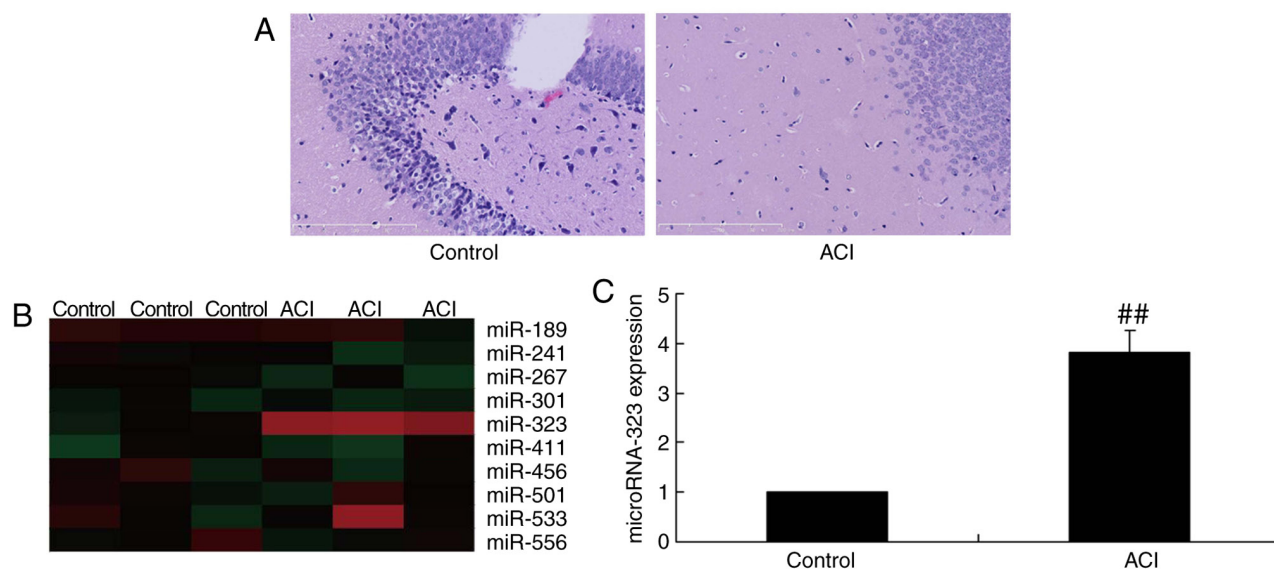 A
Control
ACI
B
Control Control Control ACI ACI ACI
miR-189
miR-241
miR-267
miR-301
miR-323
miR-411
miR-456
miR-501
miR-533
miR-556
C
microRNA-323 expression
5
4
3
2
1
0
##
Control
ACI